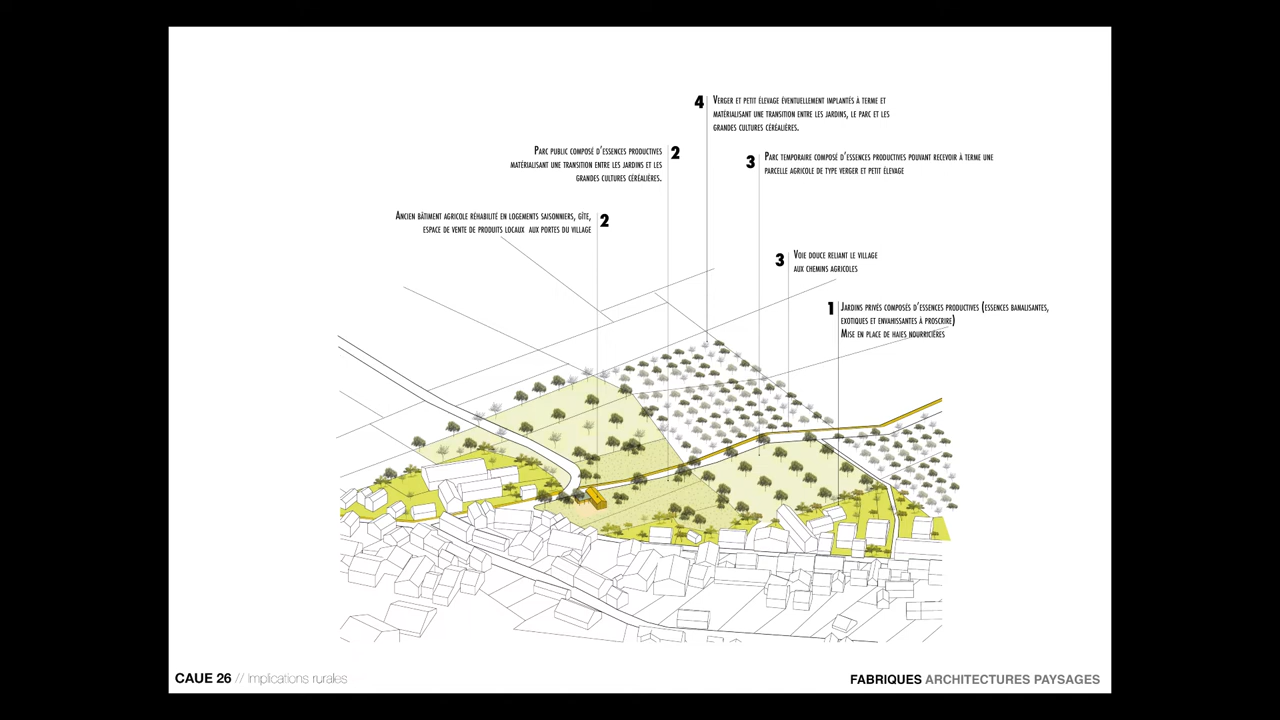 4 Verger et petit élevage éventuellement implantés à terme et
matérialisant une transition entre les jardins, le parc et les
grandes cultures céréalières.
Parc public composé d'essences productives 2
matérialisant une transition entre les jardins et les
grandes cultures céréalières.
3 Parc temporaire composé d'essences productives pouvant recevoir à terme une
parcelle agricole de type verger et petit élevage
Ancien bâtiment agricole réhabilité en logements saisonniers, gîte, 2
espace de vente de produits locaux aux portes du village
3 Voie douce reliant le village
aux chemins agricoles
1 Jardins privés composés d'essences productives (essences banalisantes,
exotiques et envahissantes à proscrire)
Mise en place de haies nourricières
CAUE 26 // Implications rurales
FABRIQUES ARCHITECTURES PAYSAGES